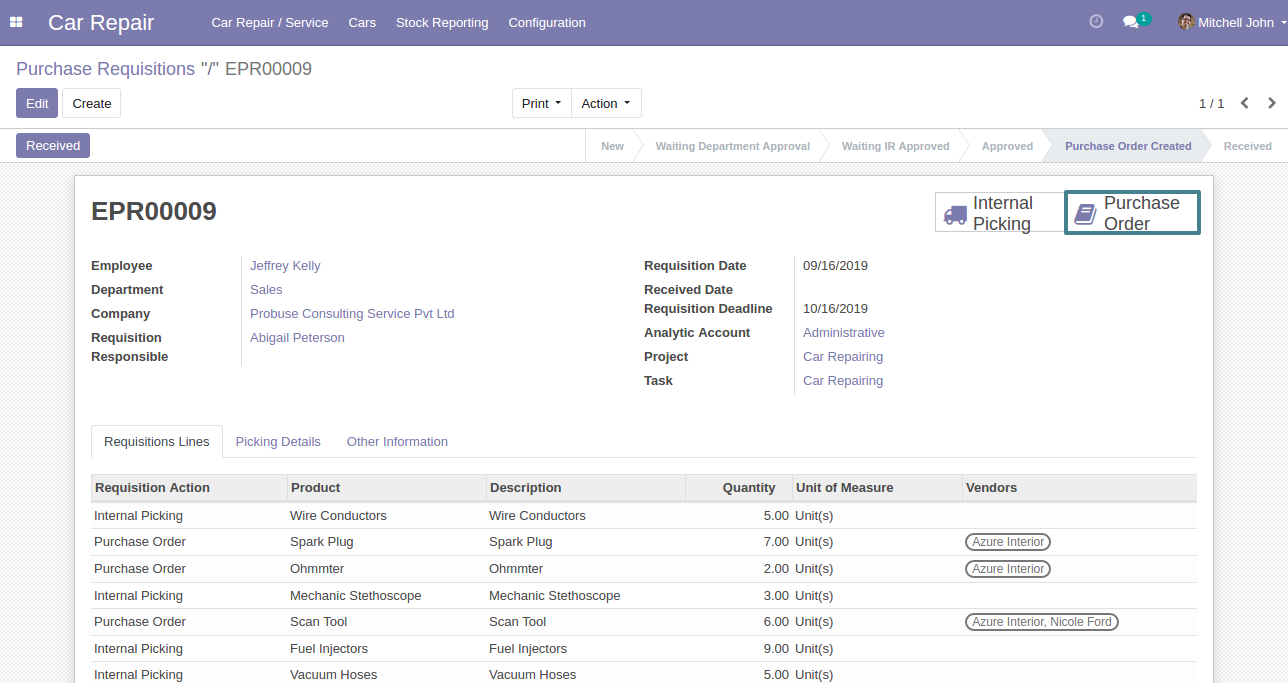 Car Repair Car Repair / Service Cars Stock Reporting Configuration 1 Mitchell John
Purchase Requisitions "/" EPR00009
Edit Create Print Action 1 / 1
Received New Waiting Department Approval Waiting IR Approved Approved Purchase Order Created Received
EPR00009
Internal Picking
Purchase Order
Employee Jeffrey Kelly
Department Sales
Company Probuse Consulting Service Pvt Ltd
Requisition Responsible Abigail Peterson
Requisition Date 09/16/2019
Received Date
Requisition Deadline 10/16/2019
Analytic Account Administrative
Project Car Repairing
Task Car Repairing
Requisitions Lines Picking Details Other Information
Requisition Action Product Description Quantity Unit of Measure Vendors
Internal Picking Wire Conductors Wire Conductors 5.00 Unit(s)
Purchase Order Spark Plug Spark Plug 7.00 Unit(s) Azure Interior
Purchase Order Ohmmter Ohmmter 2.00 Unit(s) Azure Interior
Internal Picking Mechanic Stethoscope Mechanic Stethoscope 3.00 Unit(s)
Purchase Order Scan Tool Scan Tool 6.00 Unit(s) Azure Interior, Nicole Ford
Internal Picking Fuel Injectors Fuel Injectors 9.00 Unit(s)
Internal Picking Vacuum Hoses Vacuum Hoses 5.00 Unit(s)